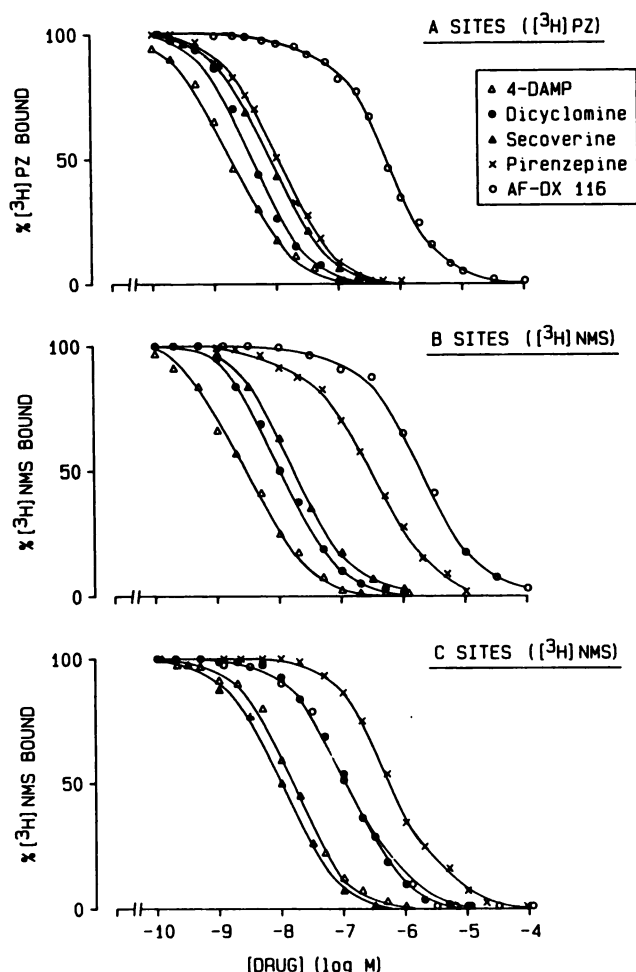 A SITES ([³H]PZ)
4-DAMP
Dicyclomine
Secoverine
Pirenzepine
AF-DX 116
% [³H]PZ BOUND
100
50
0
B SITES ([³H]NMS)
% [³H]NMS BOUND
100
50
0
C SITES ([³H]NMS)
% [³H]NMS BOUND
100
50
0
-10 -9 -8 -7 -6 -5 -4
[DRUG] (log M)